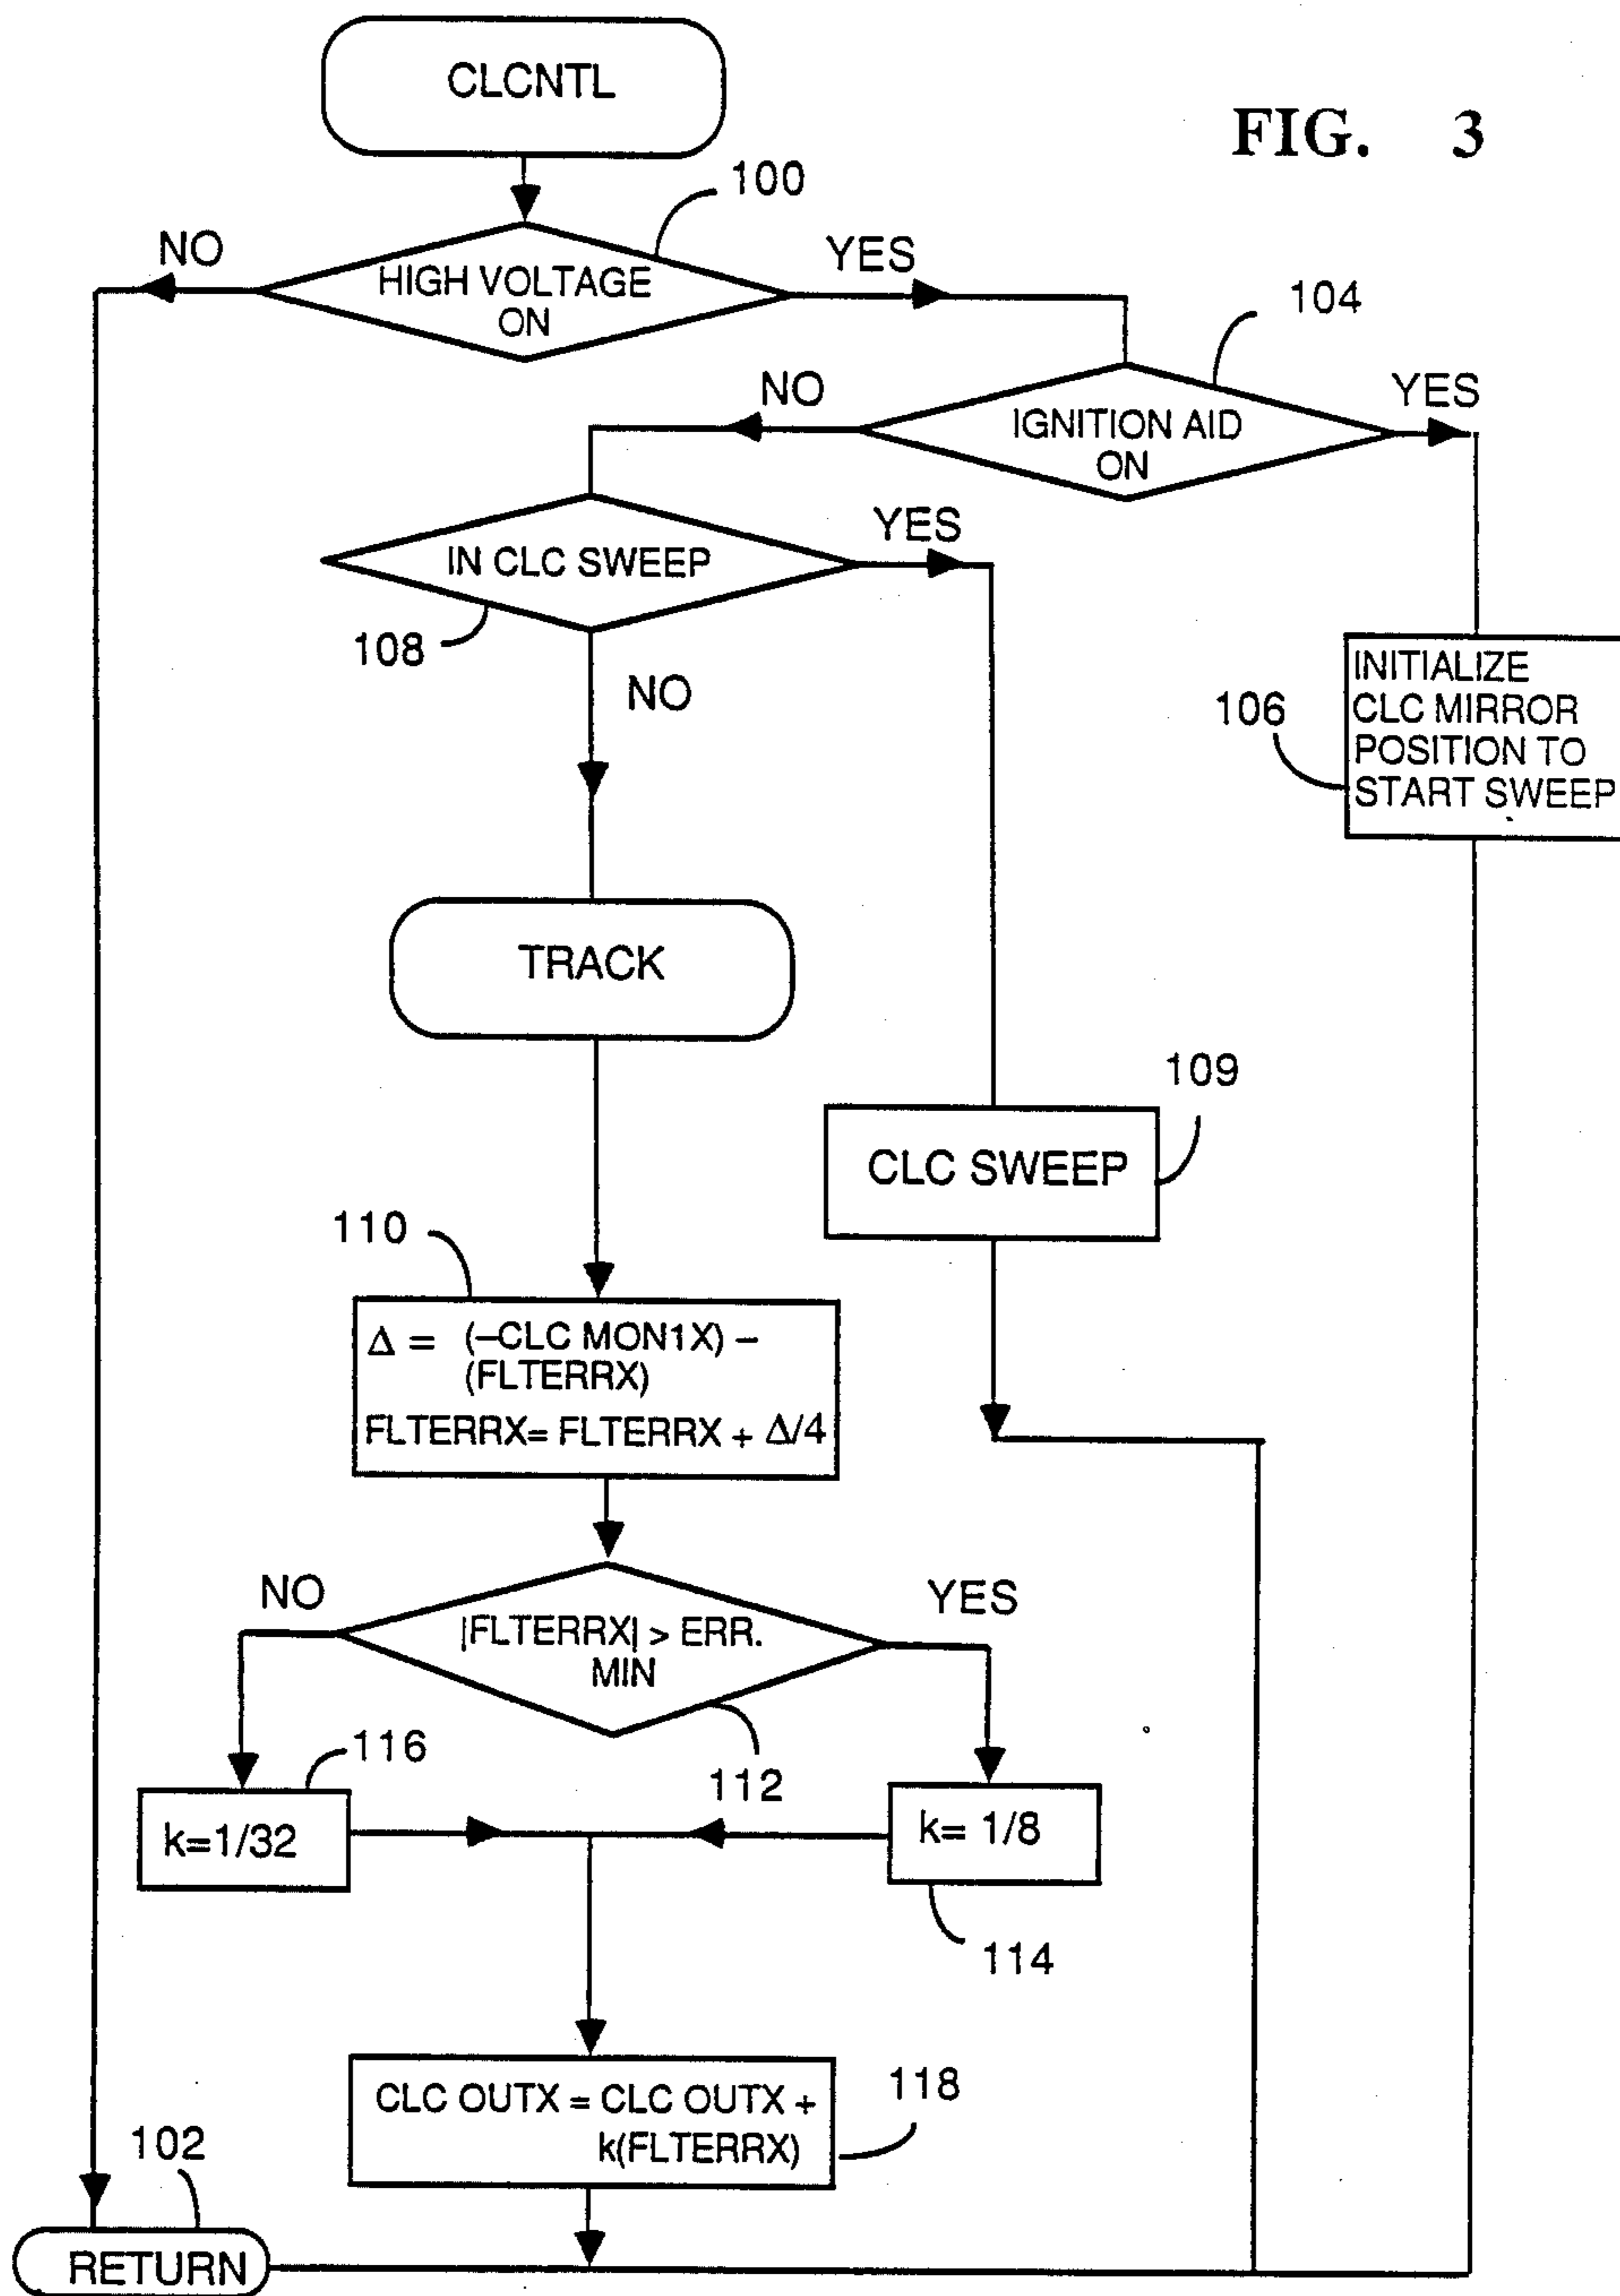 CLCNTL
FIG. 3
100
NO
YES
HIGH VOLTAGE
ON
104
NO
YES
IGNITION AID
ON
YES
IN CLC SWEEP
108
NO
INITIALIZE
CLC MIRROR
POSITION TO
START SWEEP
106
TRACK
109
CLC SWEEP
110
Δ = (–CLC MON1X) –
(FLTERRX)
FLTERRX= FLTERRX + Δ/4
NO
YES
|FLTERRX| > ERR.
MIN
116
112
k=1/32
k= 1/8
114
CLC OUTX = CLC OUTX +
k(FLTERRX)
118
102
RETURN